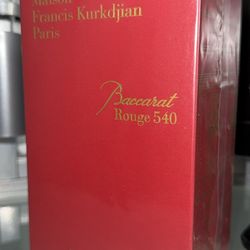 Maison
Francis Kurkdjian
Paris
Baccarat
Rouge 540